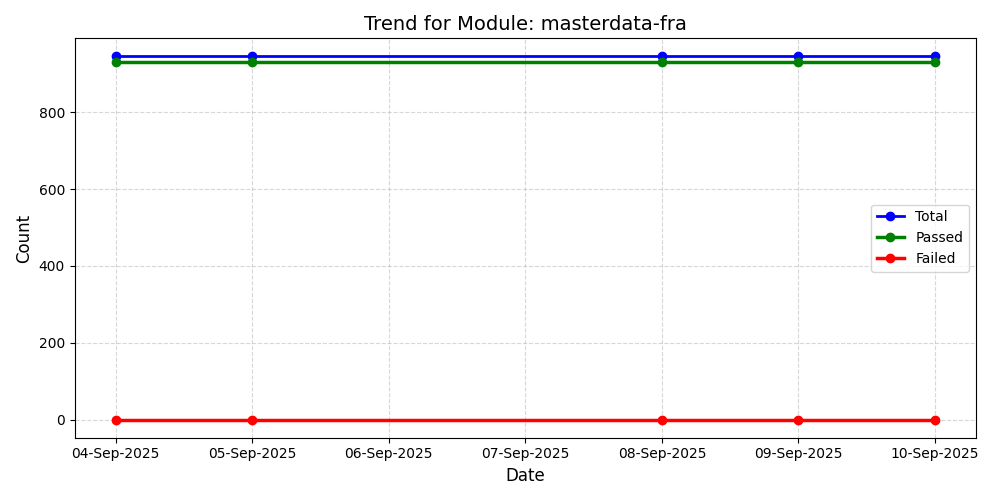 Trend for Module: masterdata-fra
Count
800
600
400
200
0
Total
Passed
Failed
04-Sep-2025
05-Sep-2025
06-Sep-2025
07-Sep-2025
08-Sep-2025
09-Sep-2025
10-Sep-2025
Date